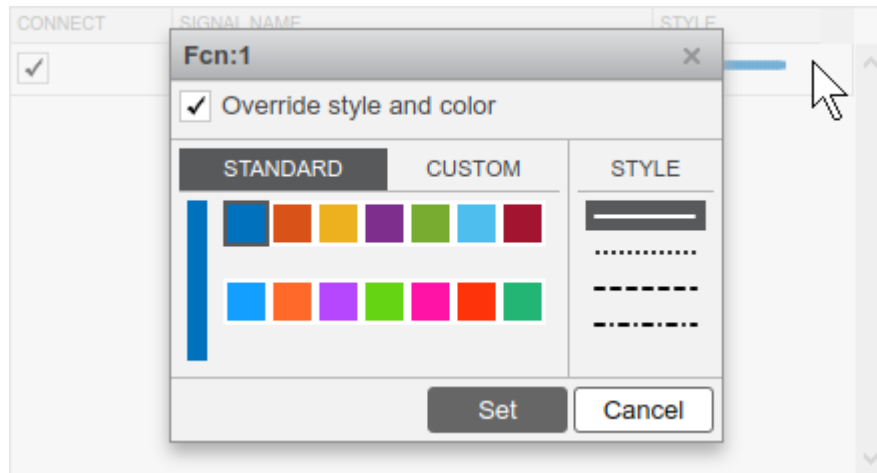 CONNECT SIGNAL NAME STYLE
Fcn:1
Override style and color
STANDARD CUSTOM STYLE
Set Cancel